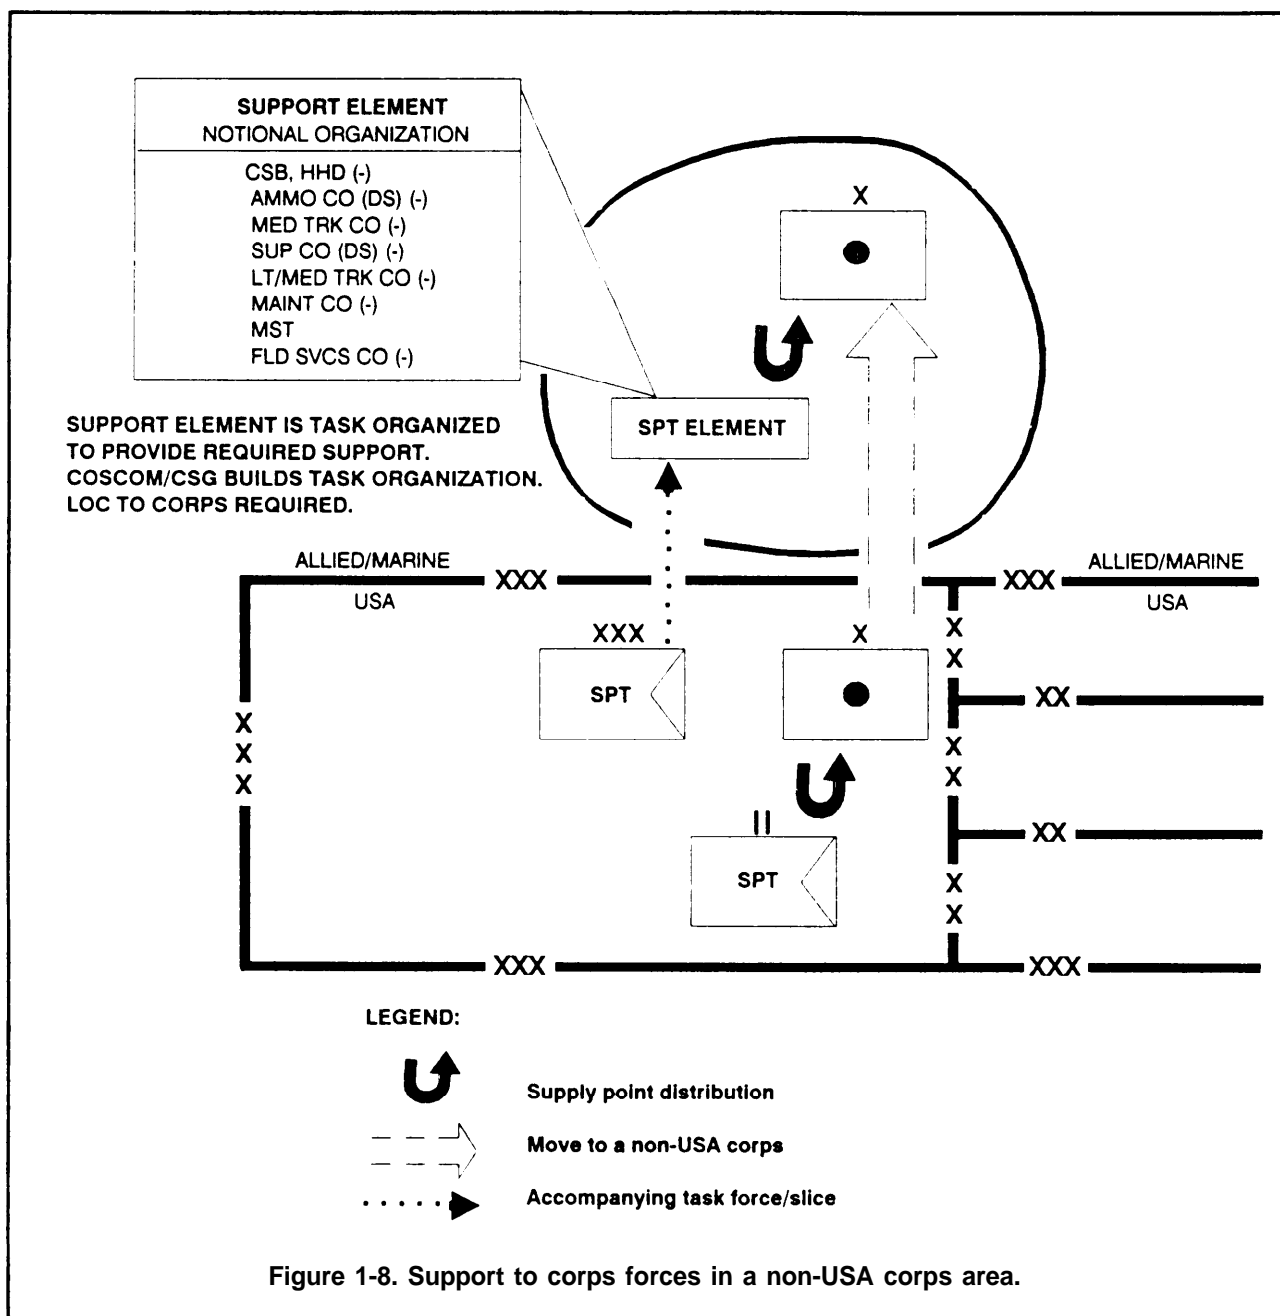 SUPPORT ELEMENT
NOTIONAL ORGANIZATION
CSB, HHD (-)
AMMO CO (DS) (-)
MED TRK CO (-)
SUP CO (DS) (-)
LT/MED TRK CO (-)
MAINT CO (-)
MST
FLD SVCS CO (-)
X
SPT ELEMENT
SUPPORT ELEMENT IS TASK ORGANIZED
TO PROVIDE REQUIRED SUPPORT.
COSCOM/CSG BUILDS TASK ORGANIZATION.
LOC TO CORPS REQUIRED.
ALLIED/MARINE
XXX
USA
XXX
ALLIED/MARINE
USA
XXX
SPT
X
X
X
XX
X
X
X
X
X
XX
II
SPT
X
X
XXX
XXX
LEGEND:
Supply point distribution
Move to a non-USA corps
Accompanying task force/slice
Figure 1-8. Support to corps forces in a non-USA corps area.